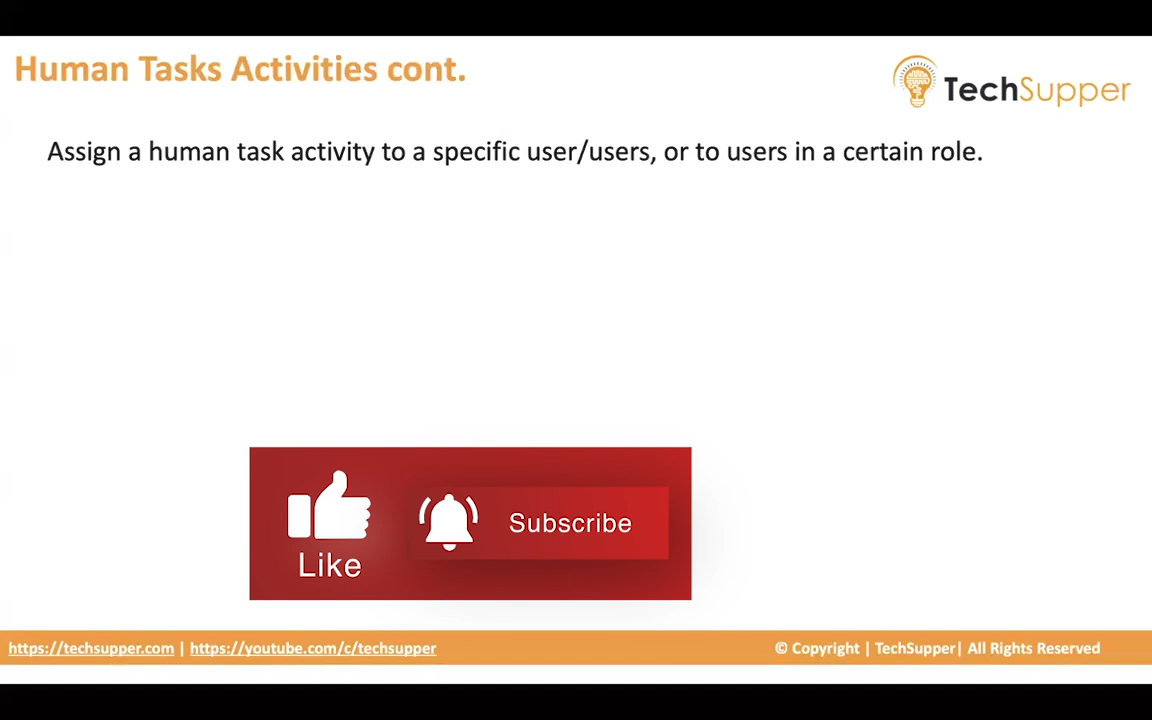 Human Tasks Activities cont.
TechSupper
Assign a human task activity to a specific user/users, or to users in a certain role.
Like
Subscribe
https://techsupper.com | https://youtube.com/c/techsupper
© Copyright | TechSupper| All Rights Reserved